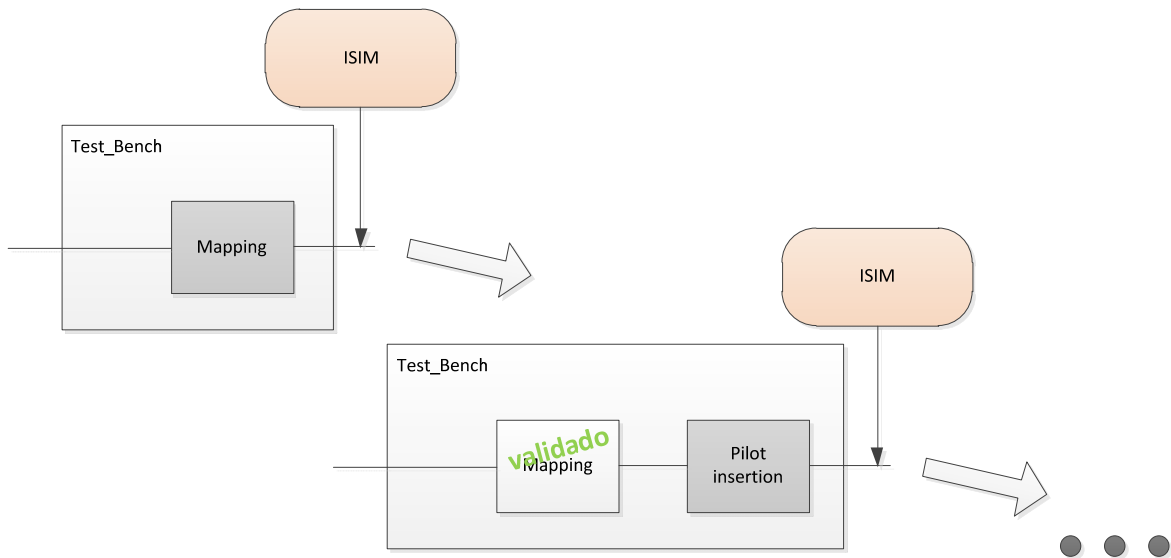 ISIM
Test_Bench
Mapping
ISIM
Test_Bench
validado
Mapping
Pilot
insertion